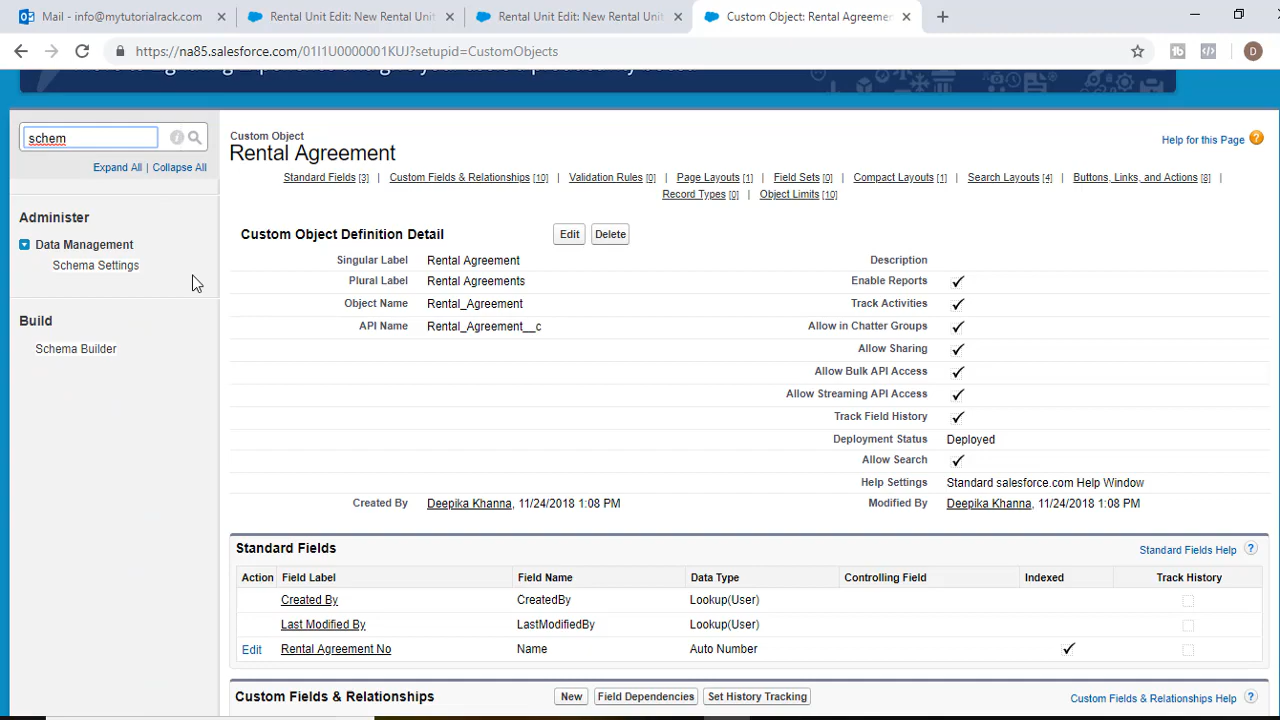 Mail - info@mytutorialrack.com
Rental Unit Edit: New Rental Unit
Rental Unit Edit: New Rental Unit
Custom Object: Rental Agreemen
https://na85.salesforce.com/01I1U0000001KUJ?setupid=CustomObjects
D
schem
Expand All | Collapse All
Administer
Data Management
Schema Settings
Build
Schema Builder
Custom Object
Rental Agreement
Help for this Page
Standard Fields [3] | Custom Fields & Relationships [10] | Validation Rules [0] | Page Layouts [1] | Field Sets [0] | Compact Layouts [1] | Search Layouts [4] | Buttons, Links, and Actions [8] |
Record Types [0] | Object Limits [10]
Custom Object Definition Detail Edit Delete
Singular Label Rental Agreement Description
Plural Label Rental Agreements Enable Reports
Object Name Rental_Agreement Track Activities
API Name Rental_Agreement__c Allow in Chatter Groups
Allow Sharing
Allow Bulk API Access
Allow Streaming API Access
Track Field History
Deployment Status Deployed
Allow Search
Help Settings Standard salesforce.com Help Window
Created By Deepika Khanna, 11/24/2018 1:08 PM Modified By Deepika Khanna, 11/24/2018 1:08 PM
Standard Fields Standard Fields Help ?
Action Field Label Field Name Data Type Controlling Field Indexed Track History
Created By CreatedBy Lookup(User)
Last Modified By LastModifiedBy Lookup(User)
Edit Rental Agreement No Name Auto Number
Custom Fields & Relationships New Field Dependencies Set History Tracking Custom Fields & Relationships Help ?